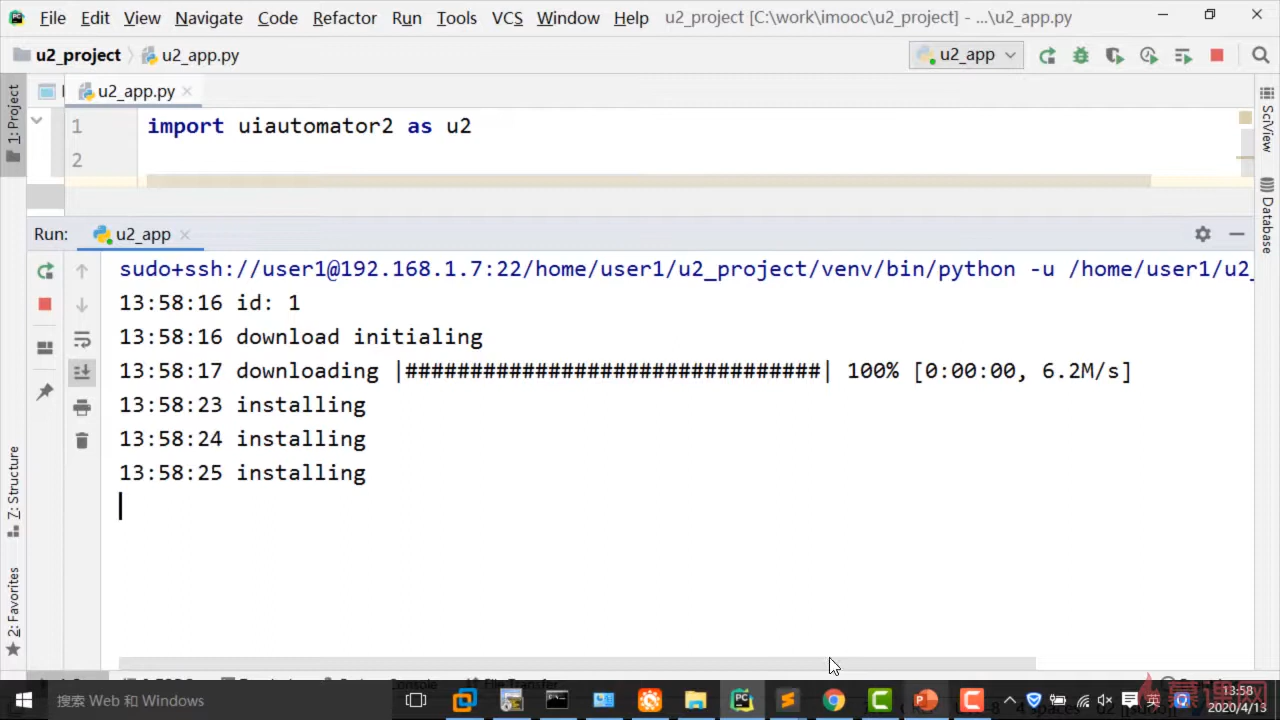 File Edit View Navigate Code Refactor Run Tools VCS Window Help u2_project [C:\work\imooc\u2_project] - ...\u2_app.py
u2_project u2_app.py u2_app
1: Project
u2_app.py
1 import uiautomator2 as u2
2
SciView
Database
Run: u2_app
sudo+ssh://user1@192.168.1.7:22/home/user1/u2_project/venv/bin/python -u /home/user1/u2_
13:58:16 id: 1
13:58:16 download initialing
13:58:17 downloading |################################| 100% [0:00:00, 6.2M/s]
13:58:23 installing
13:58:24 installing
13:58:25 installing
7: Structure
2: Favorites
搜索 Web 和 Windows
英
13:58
2020/4/13
慕课网